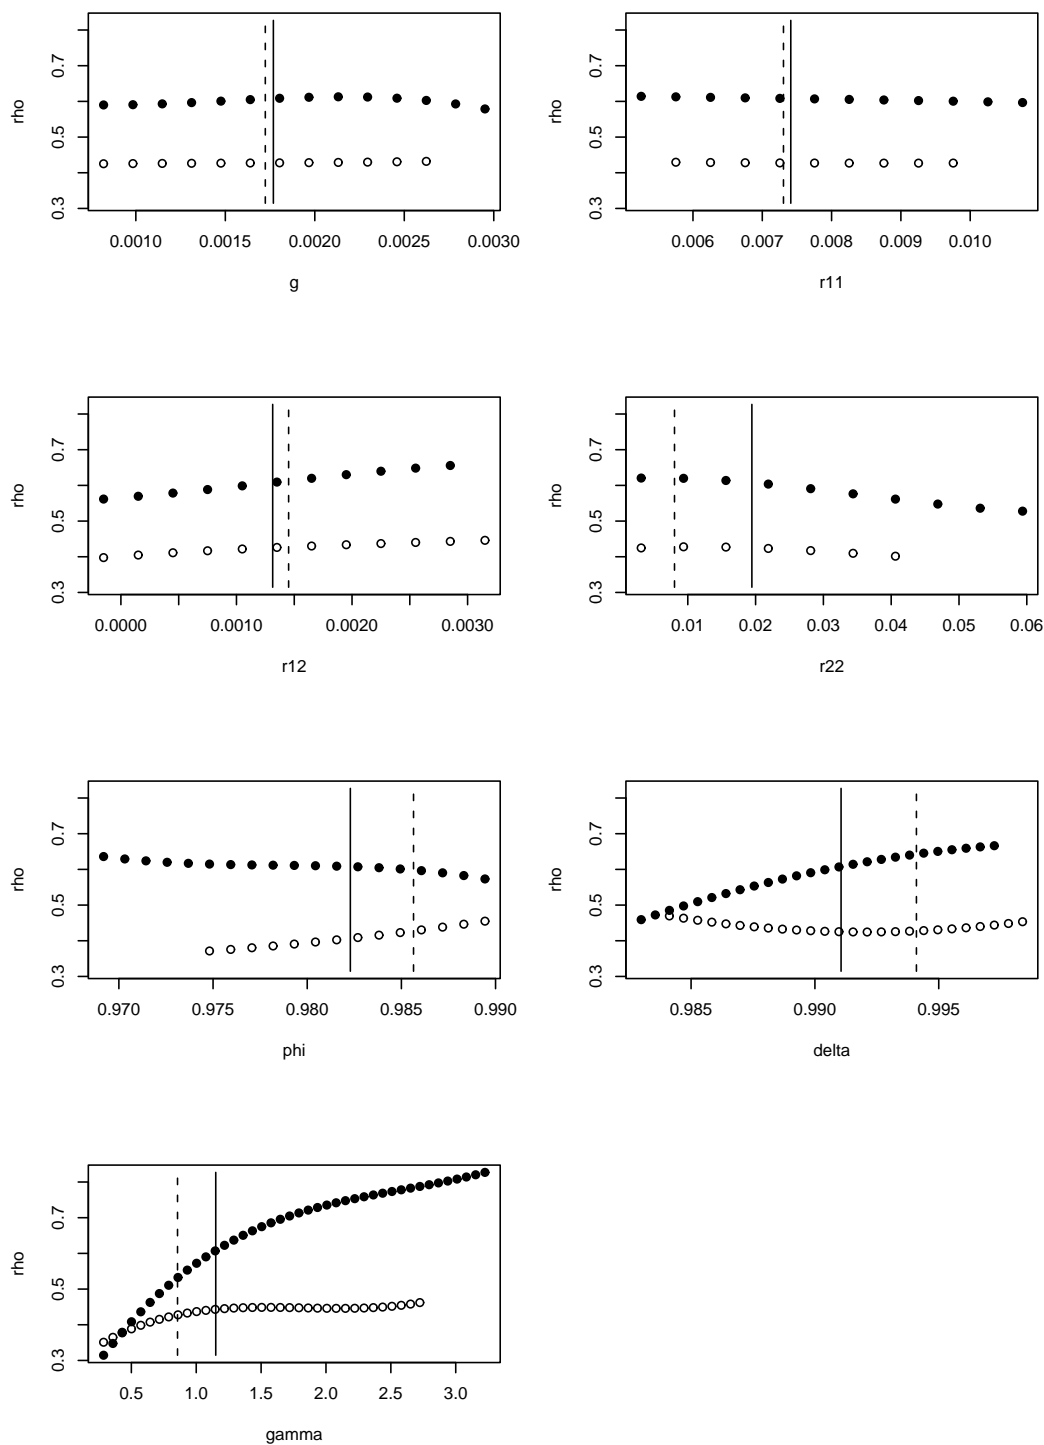 rho
0.3 0.5 0.7
0.0010 0.0015 0.0020 0.0025 0.0030
g
rho
0.3 0.5 0.7
0.006 0.007 0.008 0.009 0.010
r11
rho
0.3 0.5 0.7
0.0000 0.0010 0.0020 0.0030
r12
rho
0.3 0.5 0.7
0.01 0.02 0.03 0.04 0.05 0.06
r22
rho
0.3 0.5 0.7
0.970 0.975 0.980 0.985 0.990
phi
rho
0.3 0.5 0.7
0.985 0.990 0.995
delta
rho
0.3 0.5 0.7
0.5 1.0 1.5 2.0 2.5 3.0
gamma